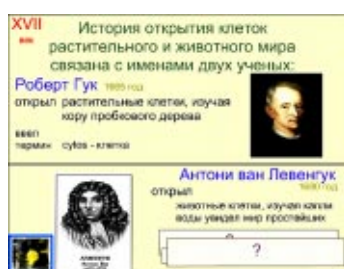 XVII
век
История открытия клеток
растительного и животного мира
связана с именами двух ученых:
Роберт Гук 1665 год
открыл растительные клетки, изучая
кору пробкового дерева
ввел
термин cytos - клетка
Антони ван Левенгук
1680 год
открыл
животные клетки, изучая капли
воды увидел мир простейших
?